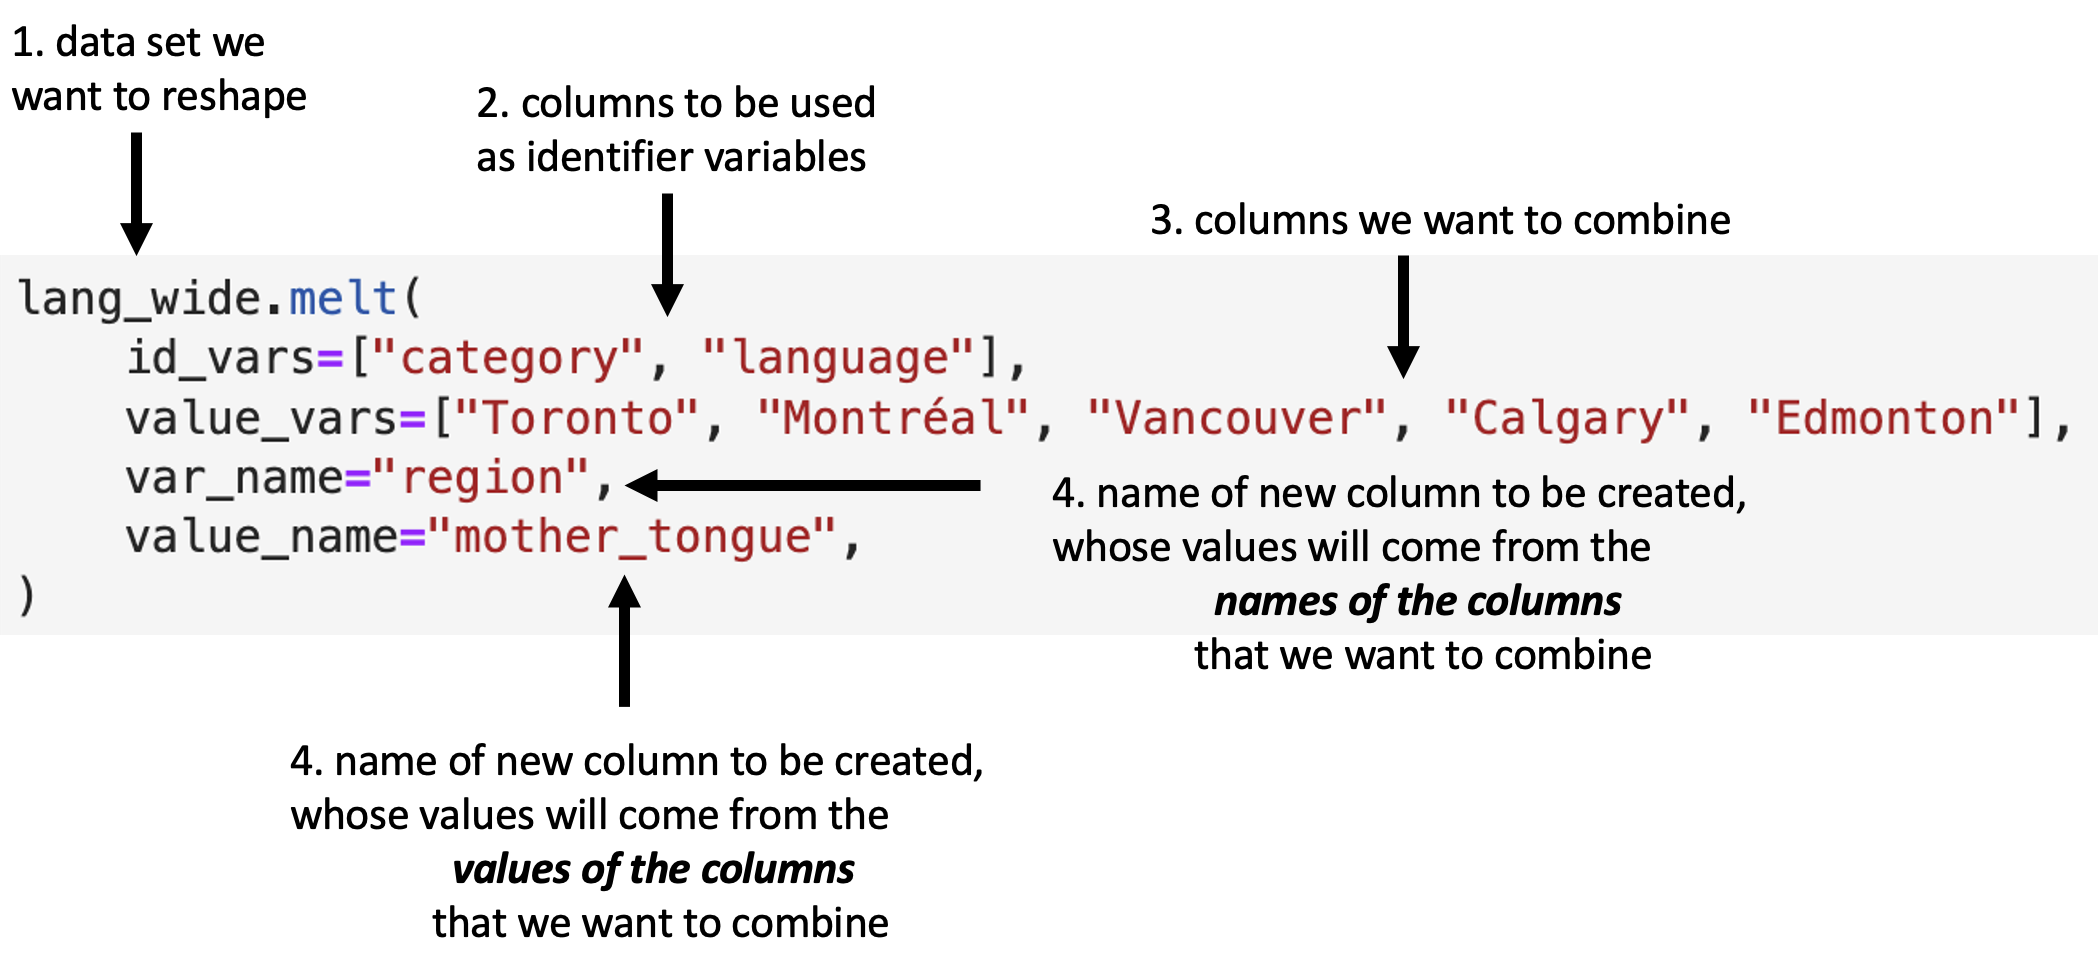 1. data set we
want to reshape
2. columns to be used
as identifier variables
3. columns we want to combine
lang_wide.melt(
    id_vars=["category", "language"],
    value_vars=["Toronto", "Montréal", "Vancouver", "Calgary", "Edmonton"],
    var_name="region",
    value_name="mother_tongue",
)
4. name of new column to be created,
whose values will come from the
names of the columns
that we want to combine
4. name of new column to be created,
whose values will come from the
values of the columns
that we want to combine